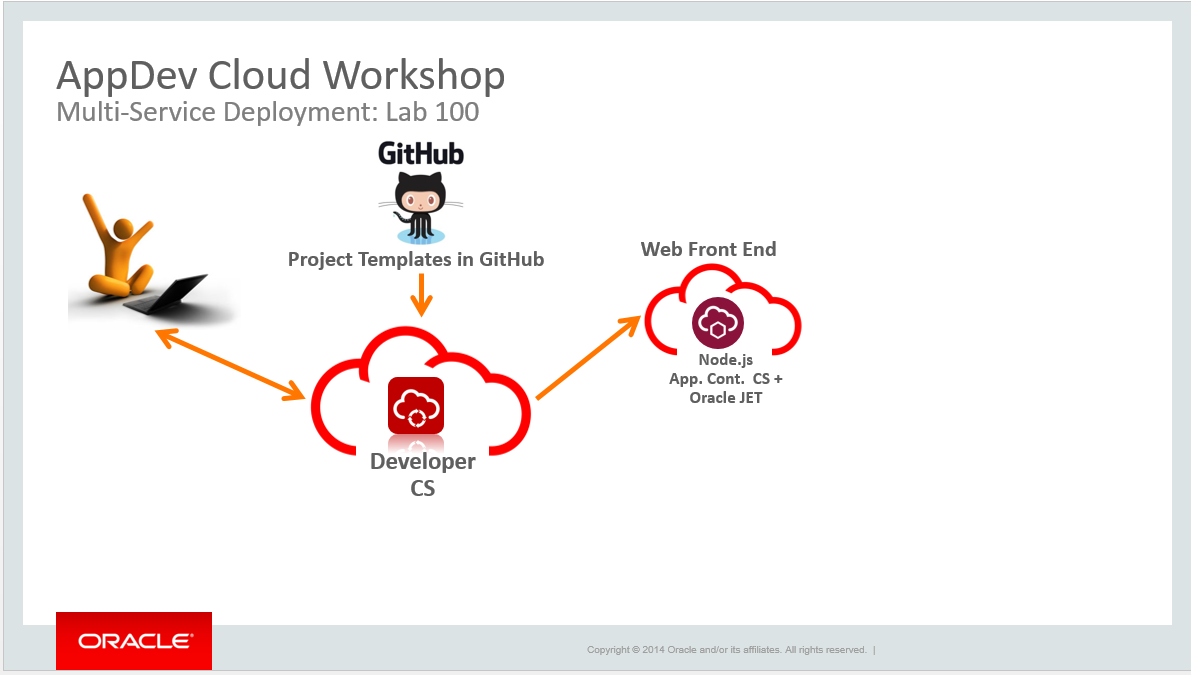 AppDev Cloud Workshop
Multi-Service Deployment: Lab 100
GitHub
Project Templates in GitHub
Web Front End
Node.js
App. Cont.  CS +
Oracle JET
Developer
CS
ORACLE®
Copyright © 2014 Oracle and/or its affiliates. All rights reserved.  |